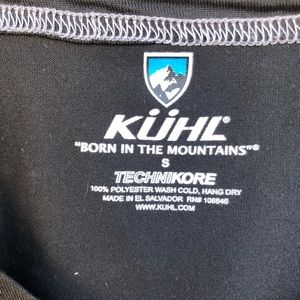 KÜHL®
"BORN IN THE MOUNTAINS"®
S
TECHNIKORE
100% POLYESTER WASH COLD, HANG DRY
MADE IN EL SALVADOR RN# 108846
WWW.KUHL.COM